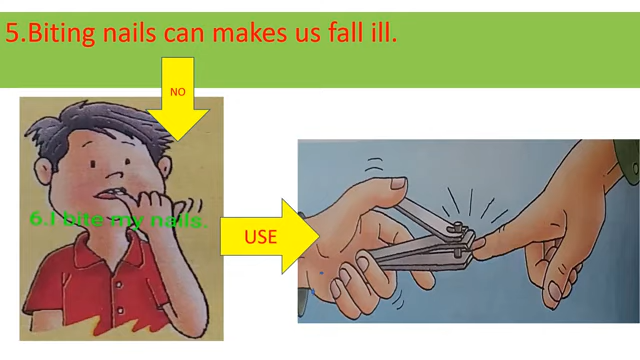 5.Biting nails can makes us fall ill.
NO
6.I bite my nails.
USE